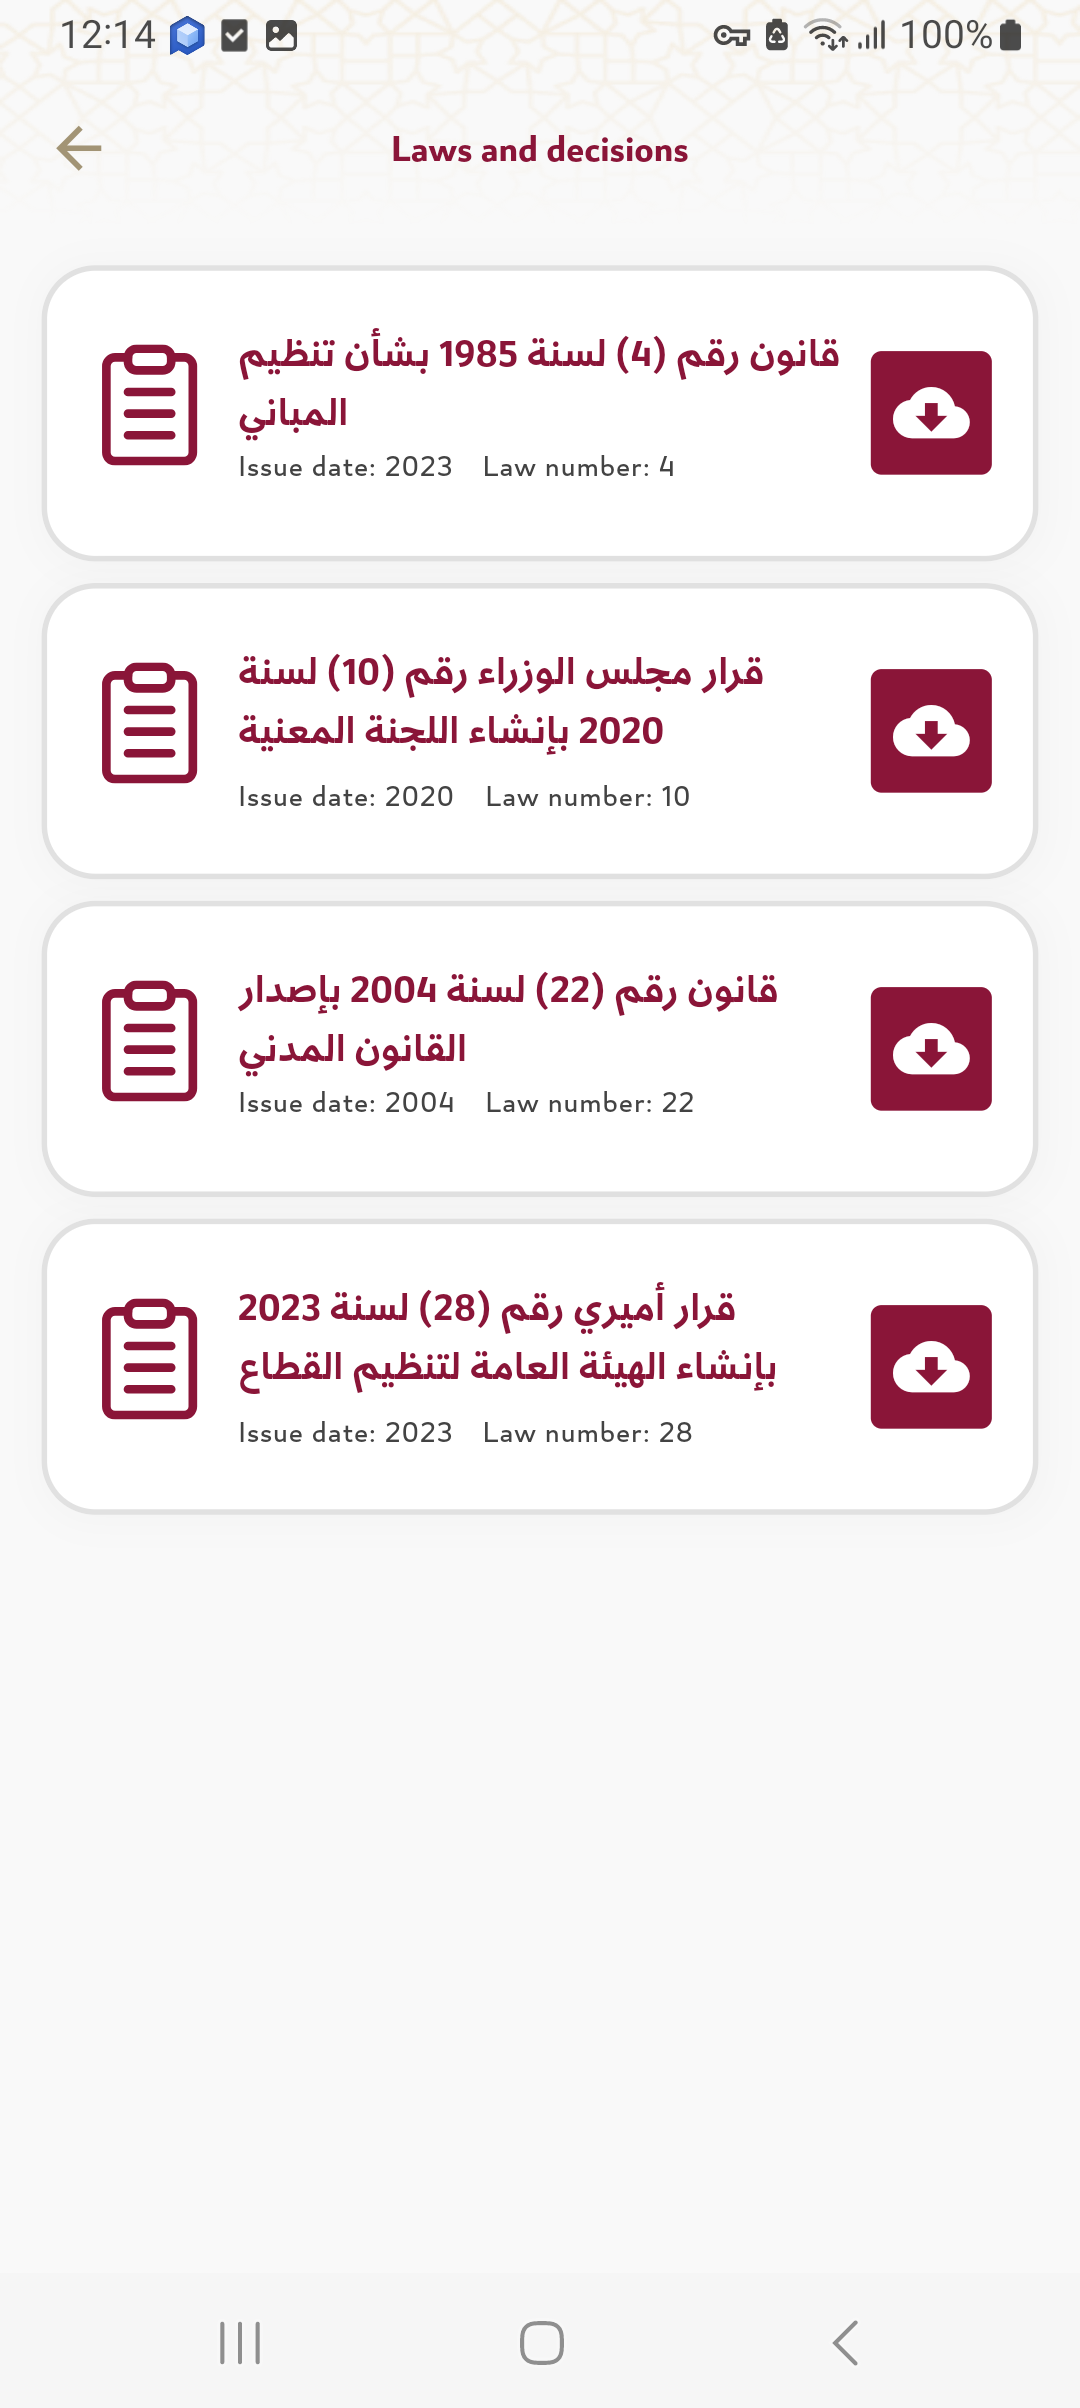 12:14
100%
Laws and decisions
قانون رقم (4) لسنة 1985 بشأن تنظيم
المباني
Issue date: 2023 Law number: 4
قرار مجلس الوزراء رقم (10) لسنة
2020 بإنشاء اللجنة المعنية
Issue date: 2020 Law number: 10
قانون رقم (22) لسنة 2004 بإصدار
القانون المدني
Issue date: 2004 Law number: 22
قرار أميري رقم (28) لسنة 2023
بإنشاء الهيئة العامة لتنظيم القطاع
Issue date: 2023 Law number: 28